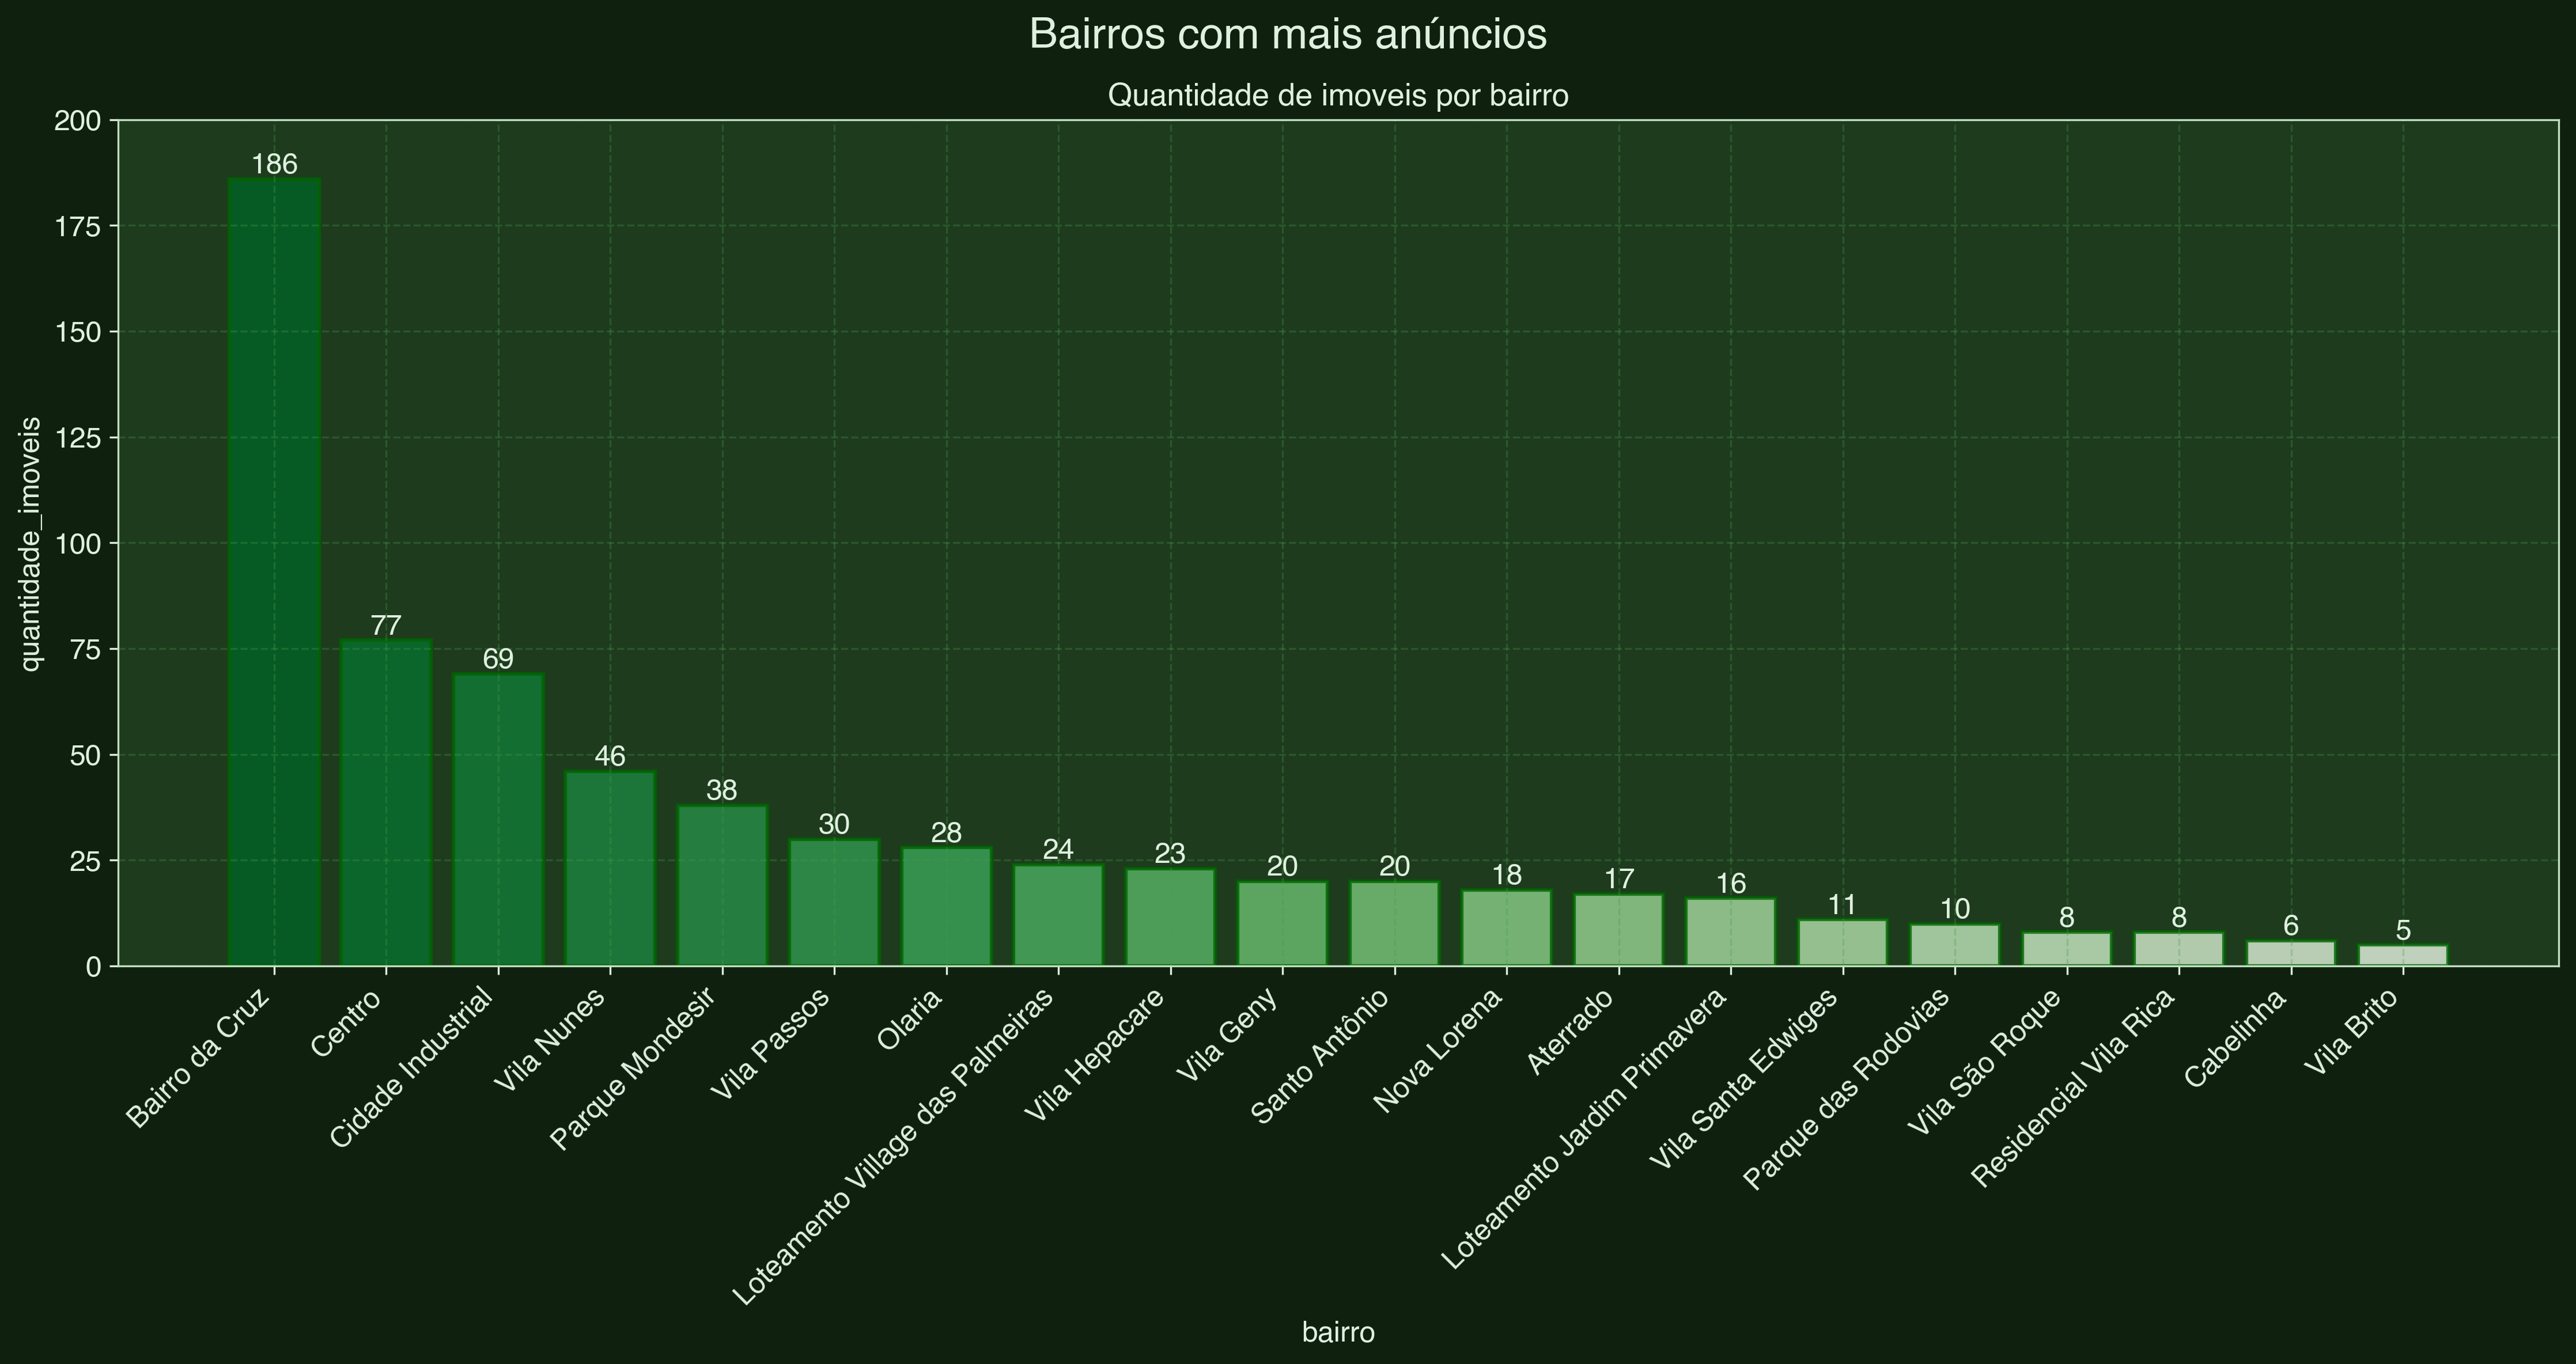 Bairros com mais anúncios
Quantidade de imoveis por bairro
quantidade_imoveis
200
175
150
125
100
75
50
25
0
186
77
69
46
38
30
28
24
23
20
20
18
17
16
11
10
8
8
6
5
Bairro da Cruz
Centro
Cidade Industrial
Vila Nunes
Parque Mondesir
Vila Passos
Olaria
Loteamento Village das Palmeiras
Vila Hepacare
Vila Geny
Santo Antônio
Nova Lorena
Aterrado
Loteamento Jardim Primavera
Vila Santa Edwiges
Parque das Rodovias
Vila São Roque
Residencial Vila Rica
Cabelinha
Vila Brito
bairro